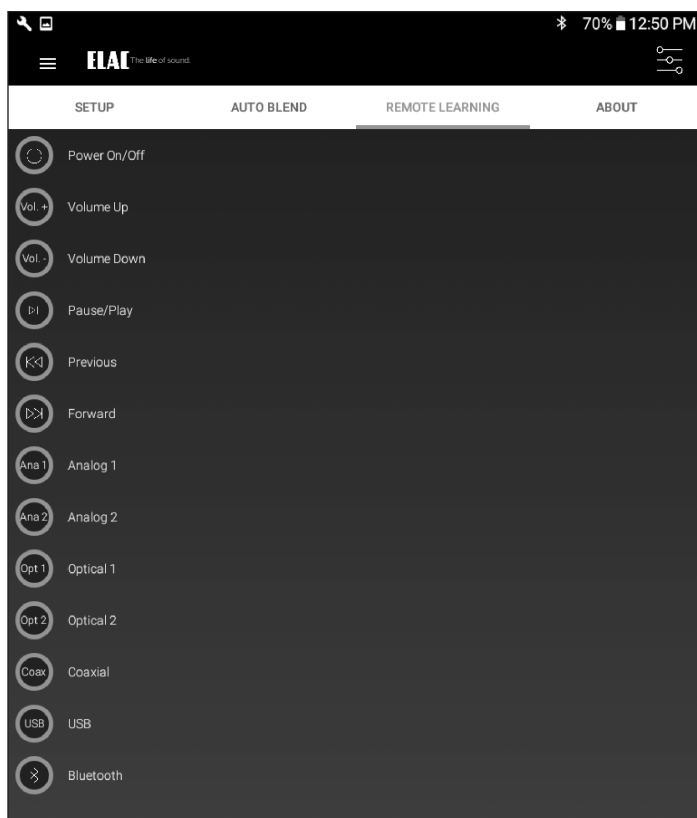 70% 12:50 PM
ELAC The life of sound.
SETUP AUTO BLEND REMOTE LEARNING ABOUT
Power On/Off
Vol. + Volume Up
Vol. - Volume Down
Pause/Play
Previous
Forward
Ana 1 Analog 1
Ana 2 Analog 2
Opt 1 Optical 1
Opt 2 Optical 2
Coax Coaxial
USB USB
Bluetooth